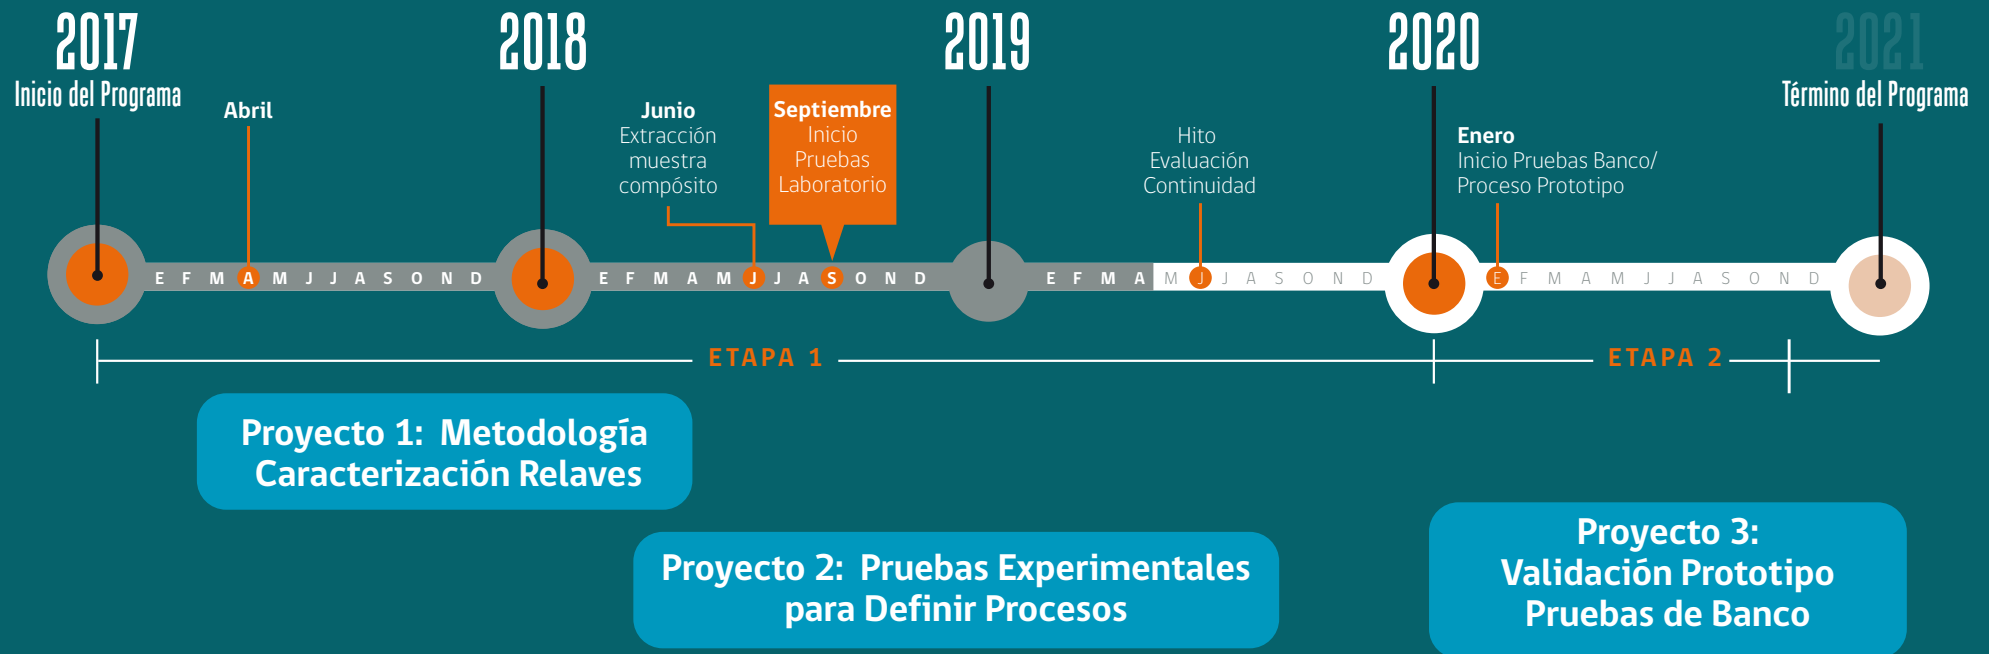 2017
Inicio del Programa
2018
2019
2020
2021
Término del Programa
Abril
Junio
Extracción
muestra
compósito
Septiembre
Inicio
Pruebas
Laboratorio
Hito
Evaluación
Continuidad
Enero
Inicio Pruebas Banco/
Proceso Prototipo
E F M A M J J A S O N D
E F M A M J J A S O N D
E F M A M J J A S O N D
E F M A M J J A S O N D
ETAPA 1
ETAPA 2
Proyecto 1: Metodología
Caracterización Relaves
Proyecto 2: Pruebas Experimentales
para Definir Procesos
Proyecto 3:
Validación Prototipo
Pruebas de Banco